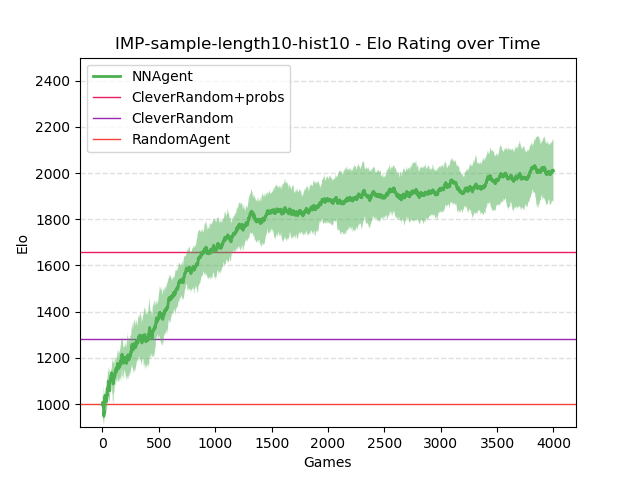 IMP-sample-length10-hist10 - Elo Rating over Time
NNAgent
CleverRandom+probs
CleverRandom
RandomAgent
Elo
2400
2200
2000
1800
1600
1400
1200
1000
0 500 1000 1500 2000 2500 3000 3500 4000
Games